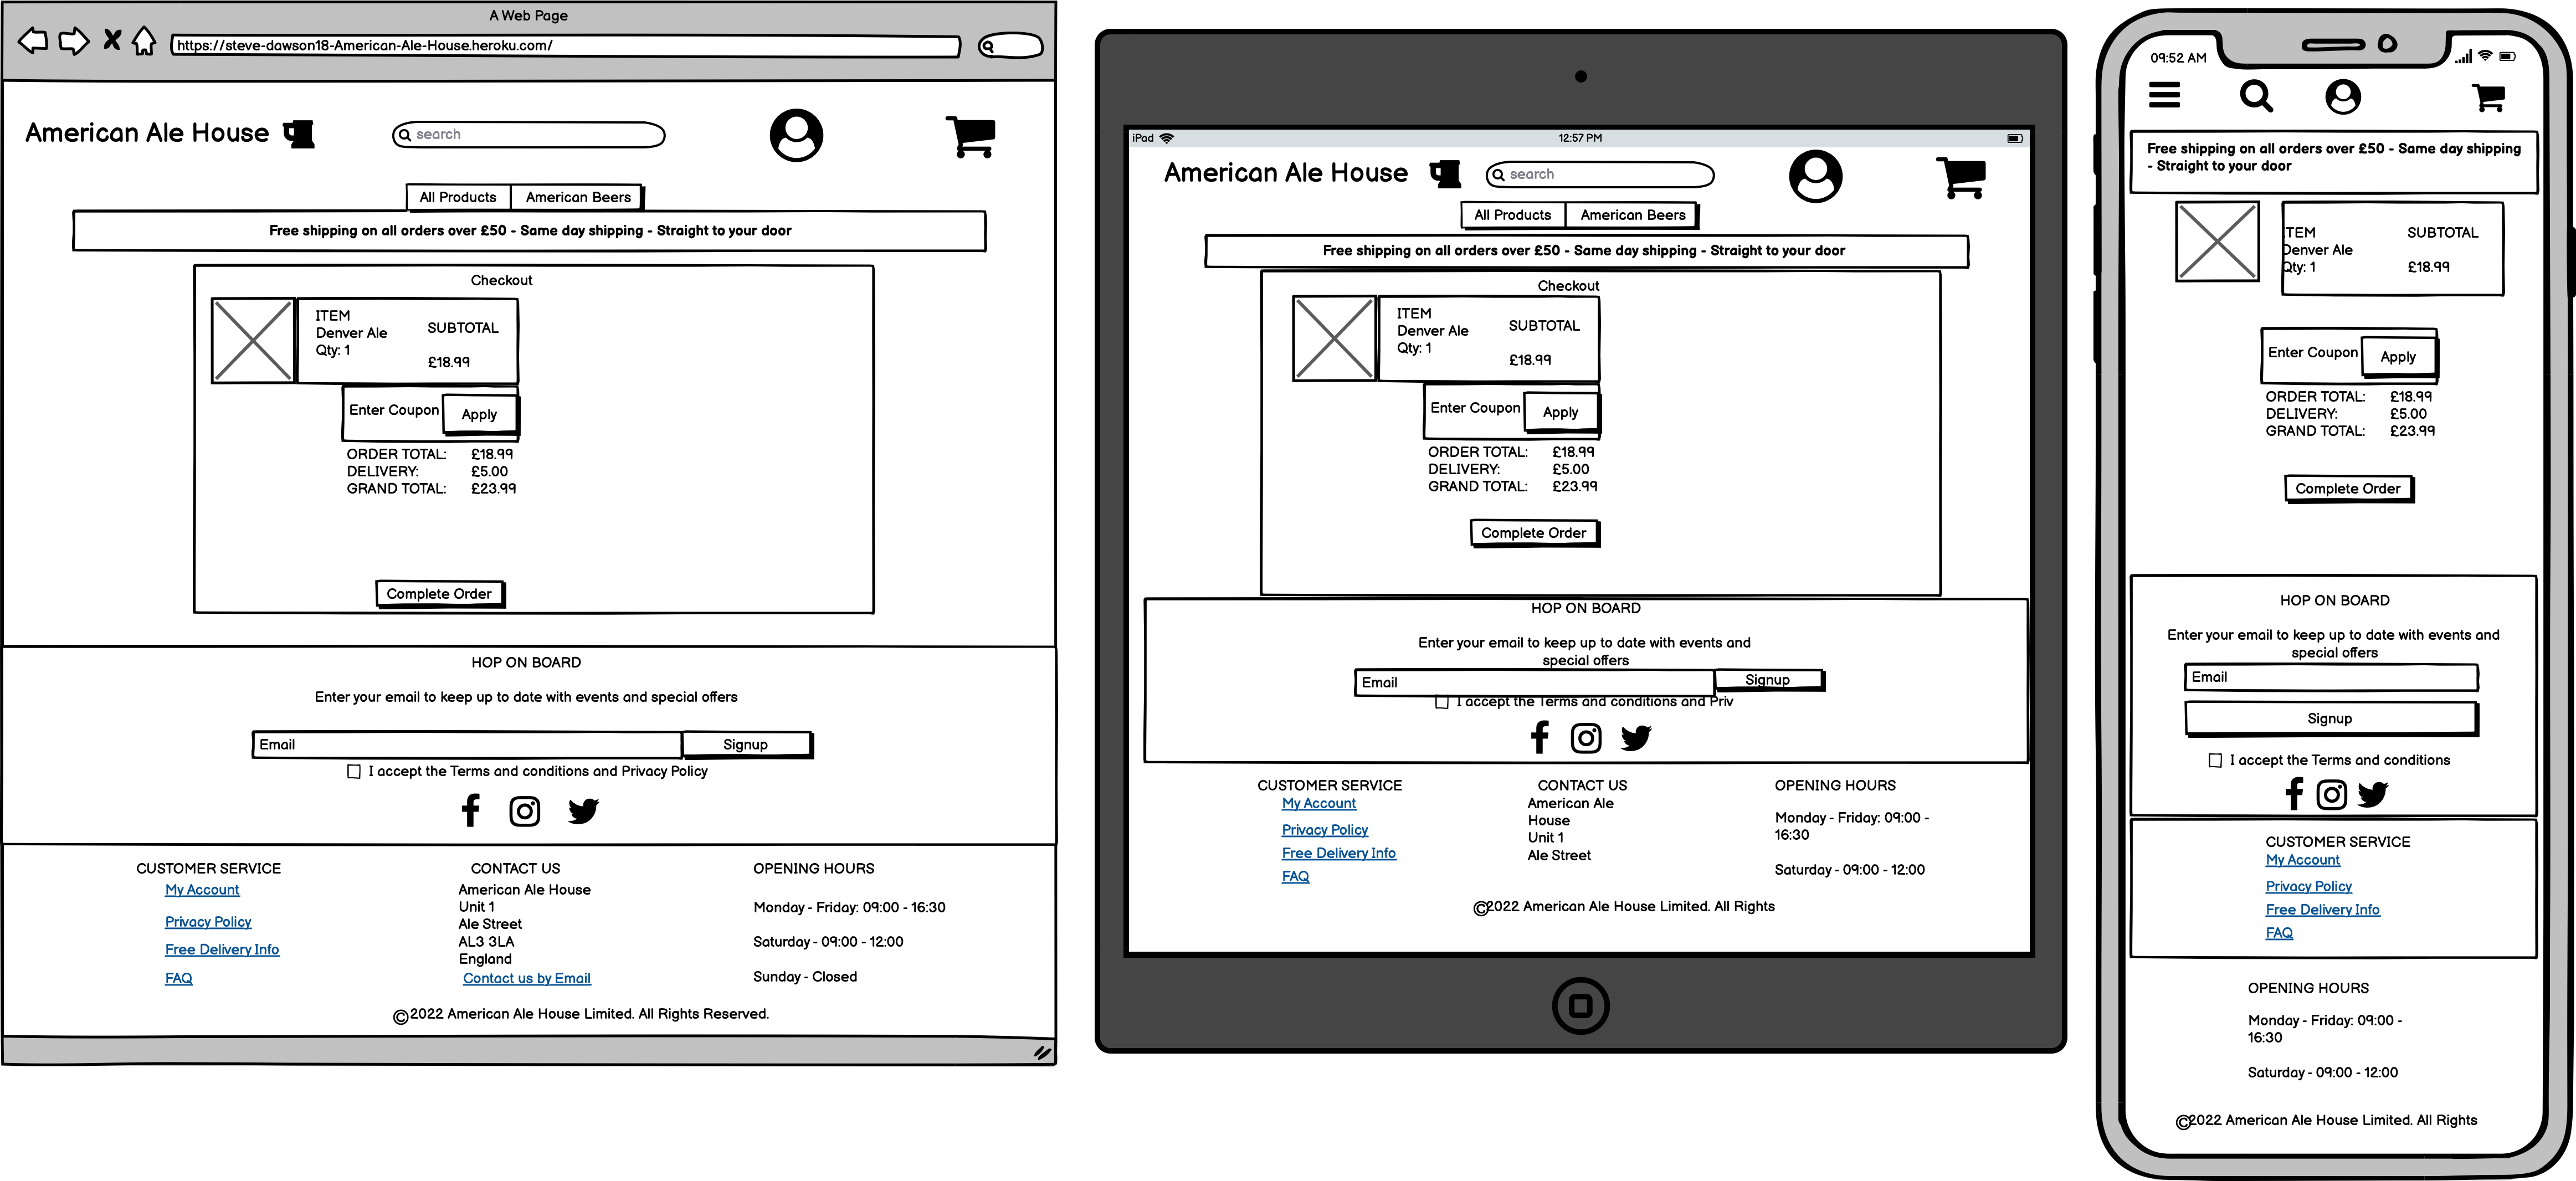 A Web Page
https://steve-dawson18-American-Ale-House.heroku.com/
American Ale House
search
All Products
American Beers
Free shipping on all orders over £50 - Same day shipping - Straight to your door
Checkout
ITEM
Denver Ale
Qty: 1
SUBTOTAL
£18.99
Enter Coupon
Apply
ORDER TOTAL: £18.99
DELIVERY: £5.00
GRAND TOTAL: £23.99
Complete Order
HOP ON BOARD
Enter your email to keep up to date with events and special offers
Email
Signup
I accept the Terms and conditions and Privacy Policy
CUSTOMER SERVICE
My Account
Privacy Policy
Free Delivery Info
FAQ
CONTACT US
American Ale House
Unit 1
Ale Street
AL3 3LA
England
Contact us by Email
OPENING HOURS
Monday - Friday: 09:00 - 16:30
Saturday - 09:00 - 12:00
Sunday - Closed
©2022 American Ale House Limited. All Rights Reserved.
iPad
12:57 PM
American Ale House
search
All Products
American Beers
Free shipping on all orders over £50 - Same day shipping - Straight to your door
Checkout
ITEM
Denver Ale
Qty: 1
SUBTOTAL
£18.99
Enter Coupon
Apply
ORDER TOTAL: £18.99
DELIVERY: £5.00
GRAND TOTAL: £23.99
Complete Order
HOP ON BOARD
Enter your email to keep up to date with events and
special offers
Email
Signup
I accept the Terms and conditions and Priv
CUSTOMER SERVICE
My Account
Privacy Policy
Free Delivery Info
FAQ
CONTACT US
American Ale
House
Unit 1
Ale Street
OPENING HOURS
Monday - Friday: 09:00 -
16:30
Saturday - 09:00 - 12:00
©2022 American Ale House Limited. All Rights
09:52 AM
Free shipping on all orders over £50 - Same day shipping
- Straight to your door
ITEM
Denver Ale
Qty: 1
SUBTOTAL
£18.99
Enter Coupon
Apply
ORDER TOTAL: £18.99
DELIVERY: £5.00
GRAND TOTAL: £23.99
Complete Order
HOP ON BOARD
Enter your email to keep up to date with events and
special offers
Email
Signup
I accept the Terms and conditions
CUSTOMER SERVICE
My Account
Privacy Policy
Free Delivery Info
FAQ
OPENING HOURS
Monday - Friday: 09:00 -
16:30
Saturday - 09:00 - 12:00
©2022 American Ale House Limited. All Rights